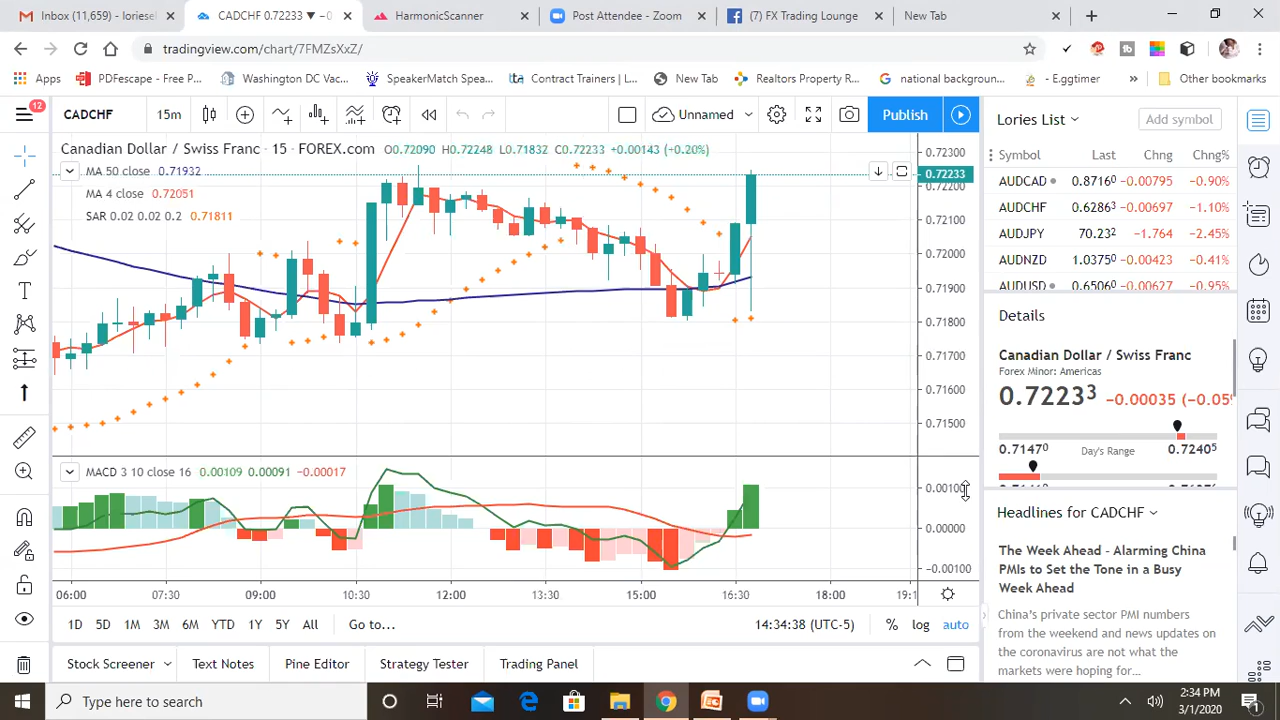 Inbox (11,659) - loriesel
CADCHF 0.72233 ▼ −0
HarmonicScanner
Post Attendee - Zoom
(7) FX Trading Lounge
New Tab
tradingview.com/chart/7FMZsXxZ/
Apps
PDFescape - Free P...
Washington DC Vac...
SpeakerMatch Spea...
Contract Trainers | L...
New Tab
Realtors Property R...
national backgroun...
- E.ggtimer
»
Other bookmarks
12
CADCHF
15m
Unnamed
Publish
Lories List
Add symbol
Canadian Dollar / Swiss Franc · 15 · FOREX.com O0.72090 H0.72248 L0.71832 C0.72233 +0.00143 (+0.20%)
MA 50 close 0.71932
MA 4 close 0.72051
SAR 0.02 0.02 0.2 0.71811
0.72300
0.72233
0.72200
0.72100
0.72000
0.71900
0.71800
0.71700
0.71600
0.71500
MACD 3 10 close 16 0.00109 0.00091 −0.00017
0.00100
0.00000
−0.00100
06:00 07:30 09:00 10:30 12:00 13:30 15:00 16:30 18:00 19:1
1D 5D 1M 3M 6M YTD 1Y 5Y All Go to...
14:34:38 (UTC-5) % log auto
Stock Screener
Text Notes
Pine Editor
Strategy Tester
Trading Panel
Symbol Last Chng Chng%
AUDCAD 0.8716⁰ −0.00795 −0.90%
AUDCHF 0.6286³ −0.00697 −1.10%
AUDJPY 70.23² −1.764 −2.45%
AUDNZD 1.0375⁰ −0.00423 −0.41%
AUDUSD 0.6506⁰ −0.00627 −0.95%
Details
Canadian Dollar / Swiss Franc
Forex Minor: Americas
0.7223³ −0.00035 (−0.05%
0.7147⁰ Day's Range 0.7240⁵
Headlines for CADCHF
The Week Ahead - Alarming China
PMIs to Set the Tone in a Busy
Week Ahead
China's private sector PMI numbers
from the weekend and news updates on
the coronavirus are not what the
markets were hoping for...
Type here to search
2:34 PM
3/1/2020
1